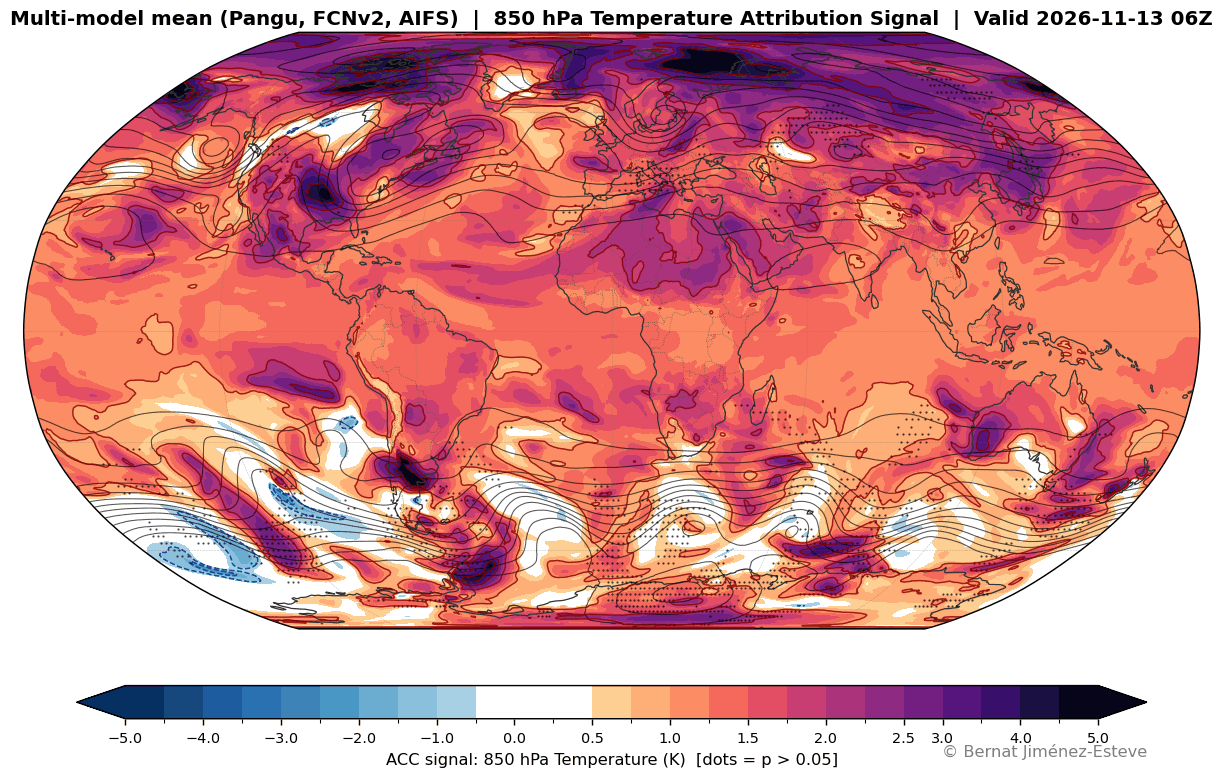 Multi-model mean (Pangu, FCNv2, AIFS)  |  850 hPa Temperature Attribution Signal  |  Valid 2026-11-13 06Z
−5.0 −4.0 −3.0 −2.0 −1.0 0.0 0.5 1.0 1.5 2.0 2.5 3.0 4.0 5.0
© Bernat Jiménez-Esteve
ACC signal: 850 hPa Temperature (K)  [dots = p > 0.05]